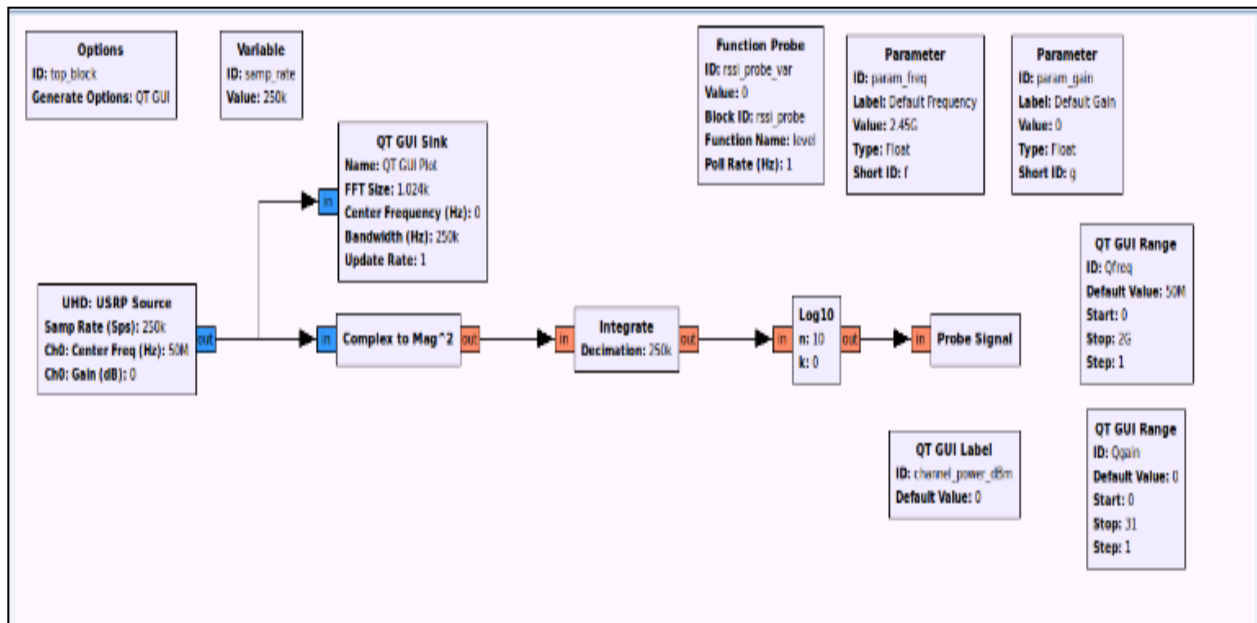 Options
ID: top_block
Generate Options: QT GUI
Variable
ID: samp_rate
Value: 250k
Function Probe
ID: rssi_probe_var
Value: 0
Block ID: rssi_probe
Function Name: level
Poll Rate (Hz): 1
Parameter
ID: param_freq
Label: Default Frequency
Value: 2.45G
Type: Float
Short ID: f
Parameter
ID: param_gain
Label: Default Gain
Value: 0
Type: Float
Short ID: g
QT GUI Sink
Name: QT GUI Plot
FFT Size: 1.024k
Center Frequency (Hz): 0
Bandwidth (Hz): 250k
Update Rate: 1
in
UHD: USRP Source
Samp Rate (Sps): 250k
Ch0: Center Freq (Hz): 50M
Ch0: Gain (dB): 0
out
in
Complex to Mag^2
out
in
Integrate
Decimation: 250k
out
in
Log10
n: 10
k: 0
out
in
Probe Signal
QT GUI Range
ID: Qfreq
Default Value: 50M
Start: 0
Stop: 2G
Step: 1
QT GUI Label
ID: channel_power_dBm
Default Value: 0
QT GUI Range
ID: Qgain
Default Value: 0
Start: 0
Stop: 31
Step: 1